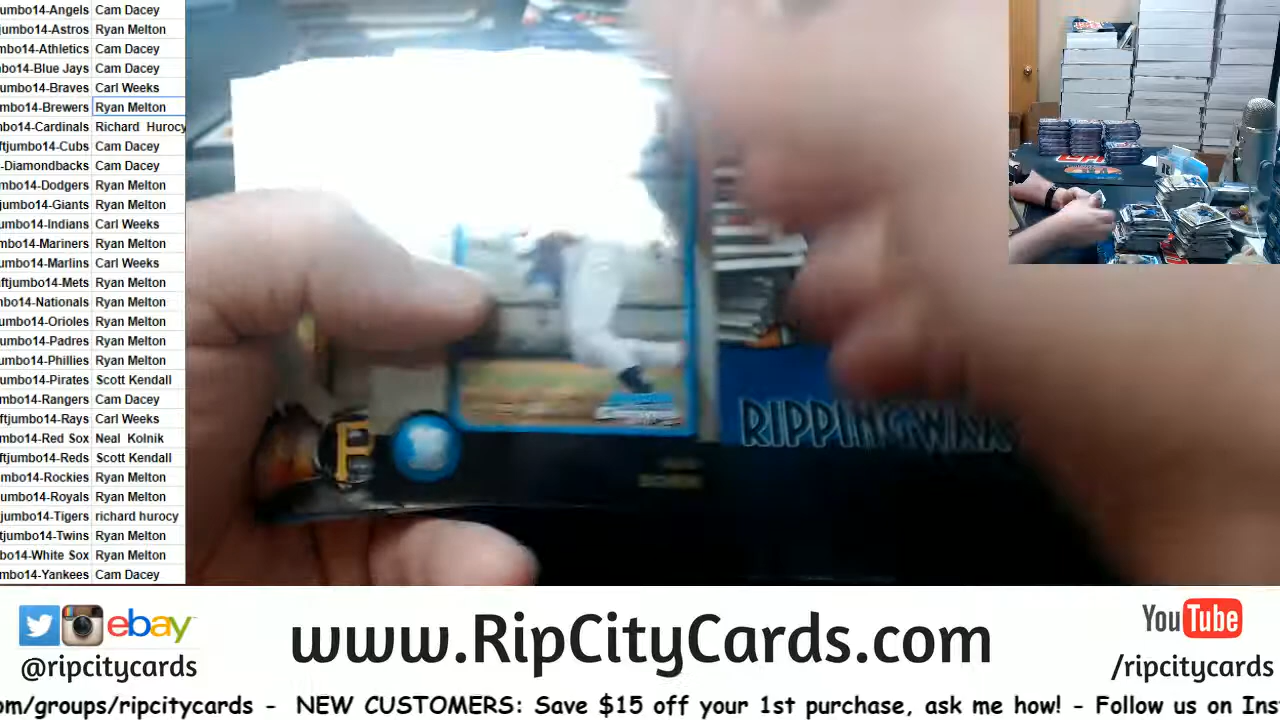 umbo14-Angels Cam Dacey
jumbo14-Astros Ryan Melton
mbo14-Athletics Cam Dacey
bo14-Blue Jays Cam Dacey
umbo14-Braves Carl Weeks
mbo14-Brewers Ryan Melton
nbo14-Cardinals Richard Hurocy
ftjumbo14-Cubs Cam Dacey
-Diamondbacks Cam Dacey
mbo14-Dodgers Ryan Melton
jumbo14-Giants Ryan Melton
umbo14-Indians Carl Weeks
mbo14-Mariners Ryan Melton
umbo14-Marlins Carl Weeks
ftjumbo14-Mets Ryan Melton
nbo14-Nationals Ryan Melton
umbo14-Orioles Ryan Melton
umbo14-Padres Ryan Melton
umbo14-Phillies Ryan Melton
jumbo14-Pirates Scott Kendall
mbo14-Rangers Cam Dacey
ftjumbo14-Rays Carl Weeks
mbo14-Red Sox Neal Kolnik
ftjumbo14-Reds Scott Kendall
umbo14-Rockies Ryan Melton
umbo14-Royals Ryan Melton
jumbo14-Tigers richard hurocy
jumbo14-Twins Ryan Melton
bo14-White Sox Ryan Melton
mbo14-Yankees Cam Dacey
P
RIPPINGWAX
ebay
@ripcitycards
www.RipCityCards.com
YouTube
/ripcitycards
om/groups/ripcitycards - NEW CUSTOMERS: Save $15 off your 1st purchase, ask me how! - Follow us on Ins